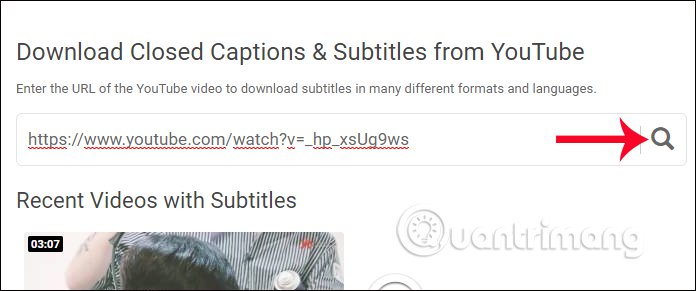 Download Closed Captions & Subtitles from YouTube
Enter the URL of the YouTube video to download subtitles in many different formats and languages.
https://www.youtube.com/watch?v=_hp_xsUg9ws
Recent Videos with Subtitles
03:07
Quantrimang